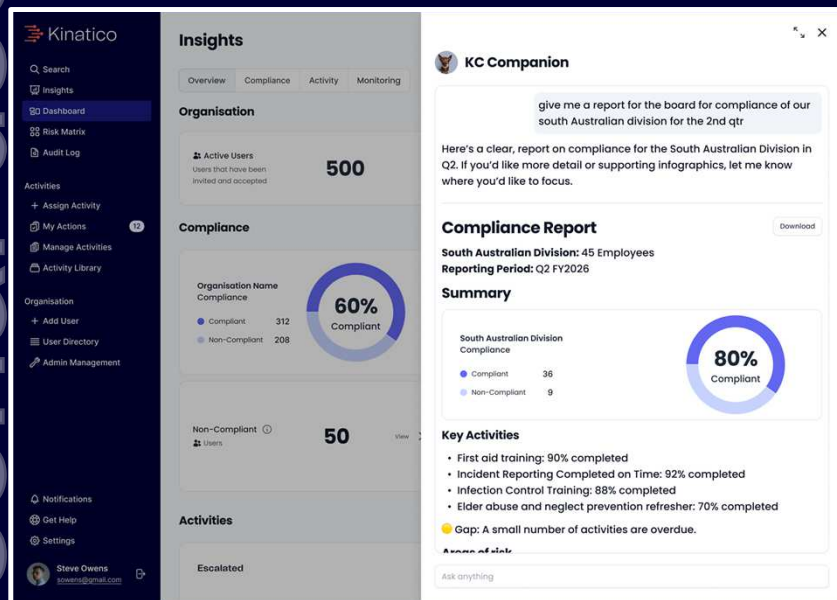 Kinatico
Search
Insights
Dashboard
Risk Matrix
Audit Log
Activities
+ Assign Activity
My Actions 12
Manage Activities
Activity Library
Organisation
+ Add User
User Directory
Admin Management
Notifications
Get Help
Settings
Steve Owens
sowens@gmail.com
Insights
Overview Compliance Activity Monitoring
Organisation
Active Users
Users that have been
invited and accepted
500
Compliance
Organisation Name
Compliance
Compliant 312
Non-Compliant 208
60%
Compliant
Non-Compliant
Users
50
View
Activities
Escalated
KC Companion
give me a report for the board for compliance of our
south Australian division for the 2nd qtr
Here's a clear, report on compliance for the South Australian Division in
Q2. If you'd like more detail or supporting infographics, let me know
where you'd like to focus.
Compliance Report
Download
South Australian Division: 45 Employees
Reporting Period: Q2 FY2026
Summary
South Australian Division
Compliance
Compliant 36
Non-Compliant 9
80%
Compliant
Key Activities
• First aid training: 90% completed
• Incident Reporting Completed on Time: 92% completed
• Infection Control Training: 88% completed
• Elder abuse and neglect prevention refresher: 70% completed
Gap: A small number of activities are overdue.
Areas of risk
Ask anything